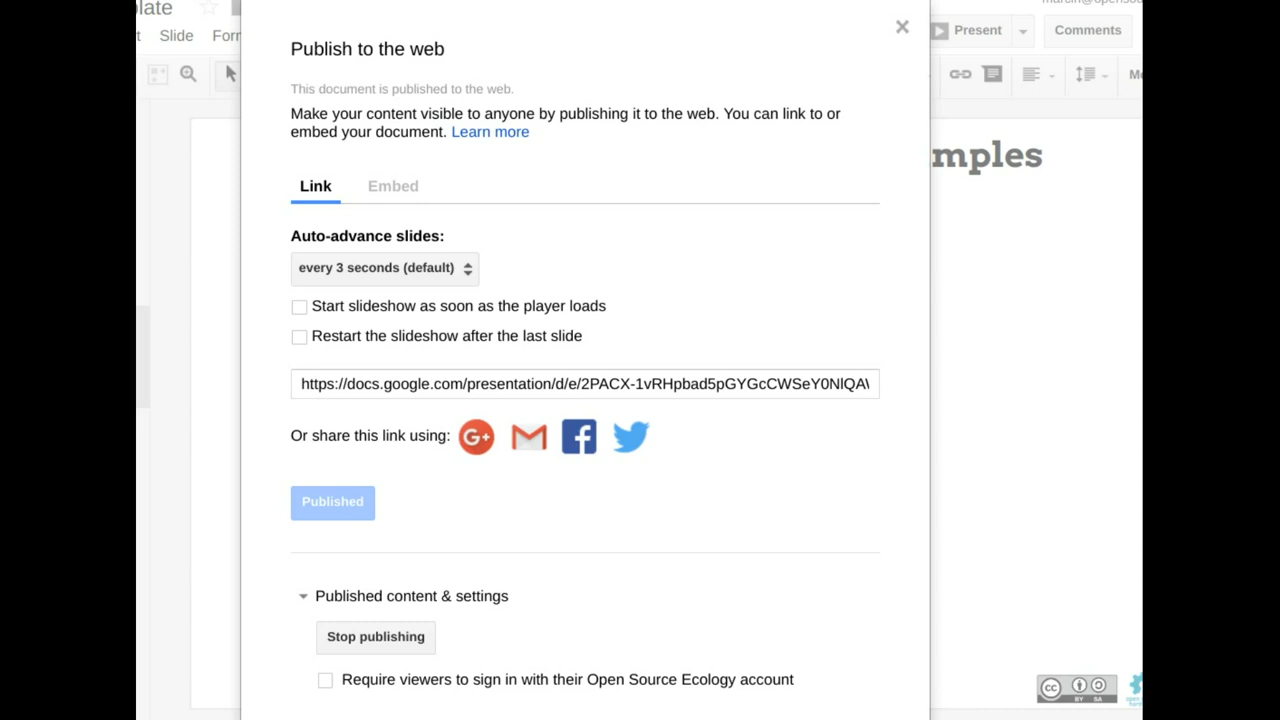 late
Slide
Present
Comments
Publish to the web
This document is published to the web.
Make your content visible to anyone by publishing it to the web. You can link to or
embed your document. Learn more
mples
Link Embed
Auto-advance slides:
every 3 seconds (default)
Start slideshow as soon as the player loads
Restart the slideshow after the last slide
https://docs.google.com/presentation/d/e/2PACX-1vRHpbad5pGYGcCWSeY0NlQA
Or share this link using: G+ f
Published
Published content & settings
Stop publishing
Require viewers to sign in with their Open Source Ecology account
cc
BY SA